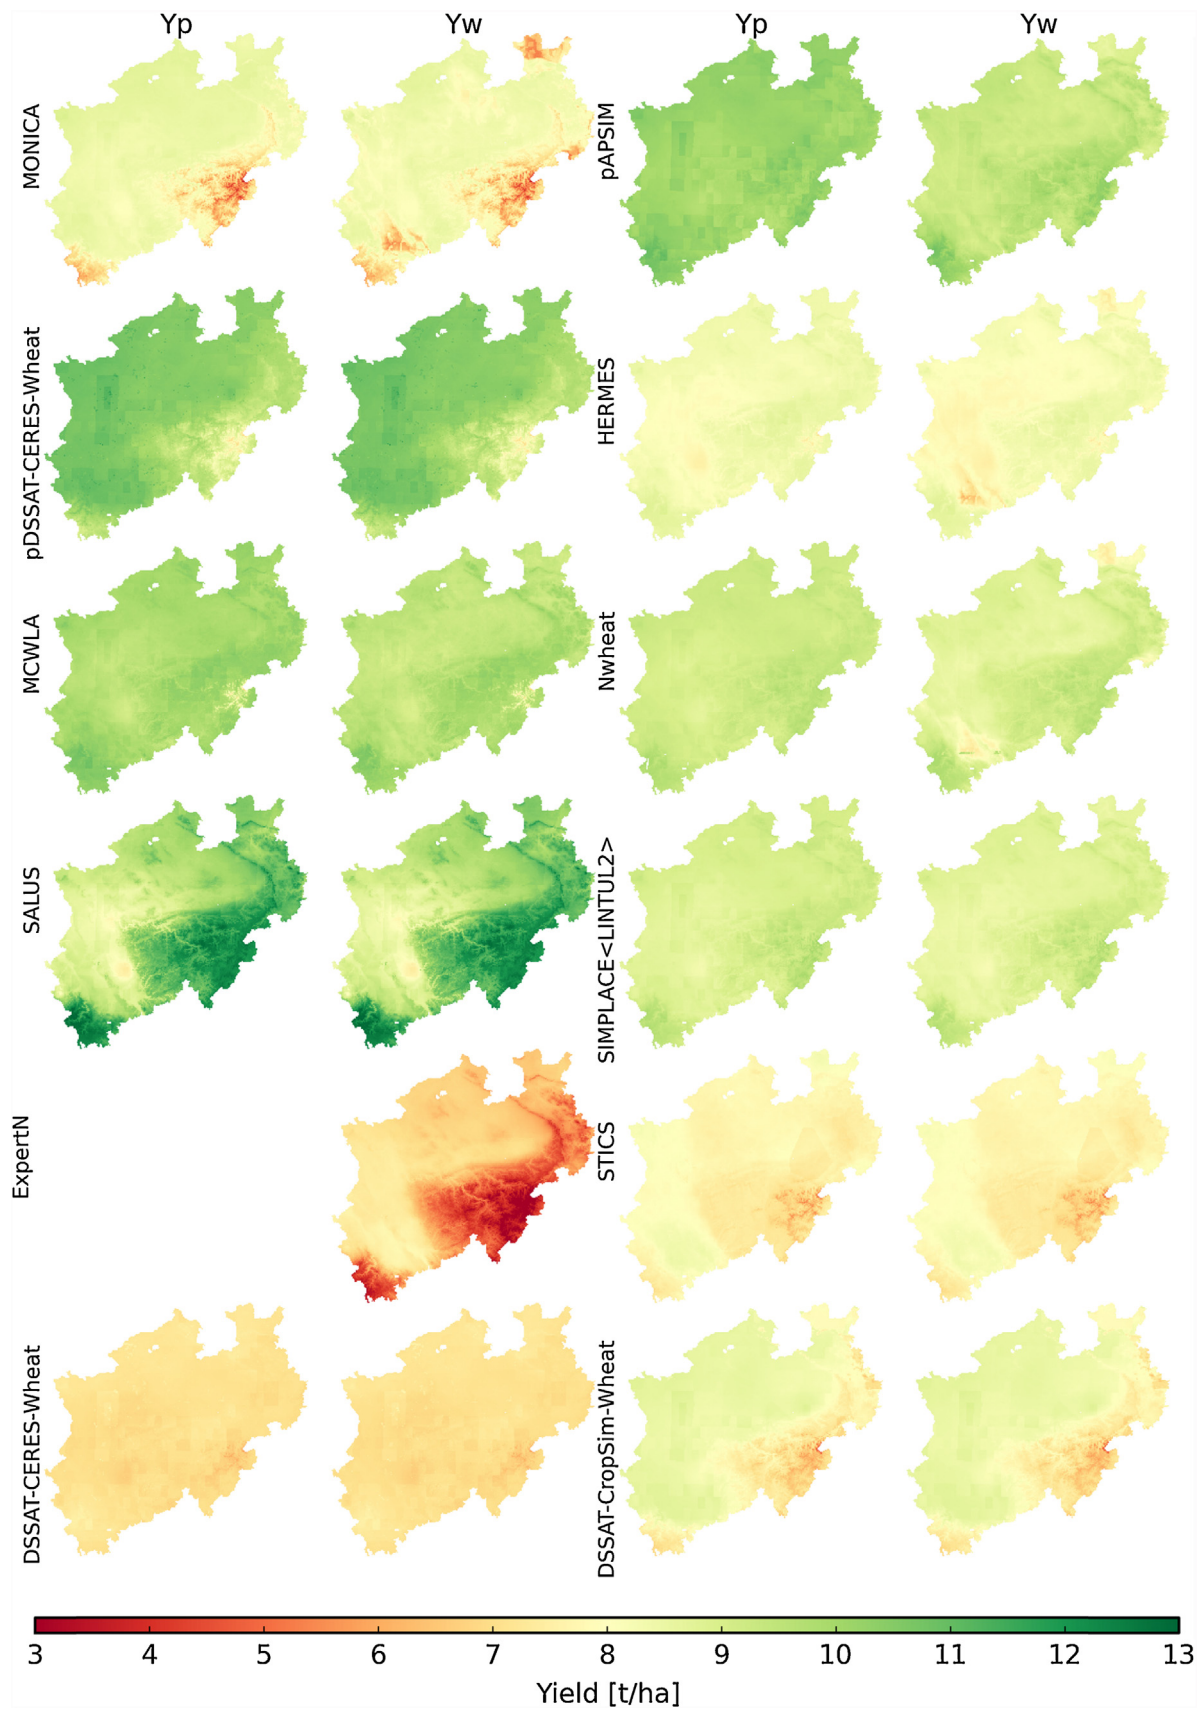 Yp Yw Yp Yw
MONICA
pAPSIM
pDSSAT-CERES-Wheat
HERMES
MCWLA
Nwheat
SALUS
SIMPLACE<LINTUL2>
ExpertN
STICS
DSSAT-CERES-Wheat
DSSAT-CropSim-Wheat
3 4 5 6 7 8 9 10 11 12 13
Yield [t/ha]